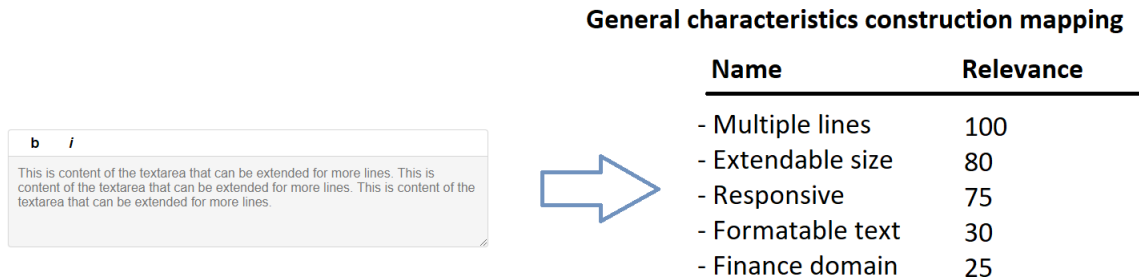 General characteristics construction mapping
Name Relevance
b i
This is content of the textarea that can be extended for more lines. This is
content of the textarea that can be extended for more lines. This is content of the
textarea that can be extended for more lines.
- Multiple lines 100
- Extendable size 80
- Responsive 75
- Formatable text 30
- Finance domain 25